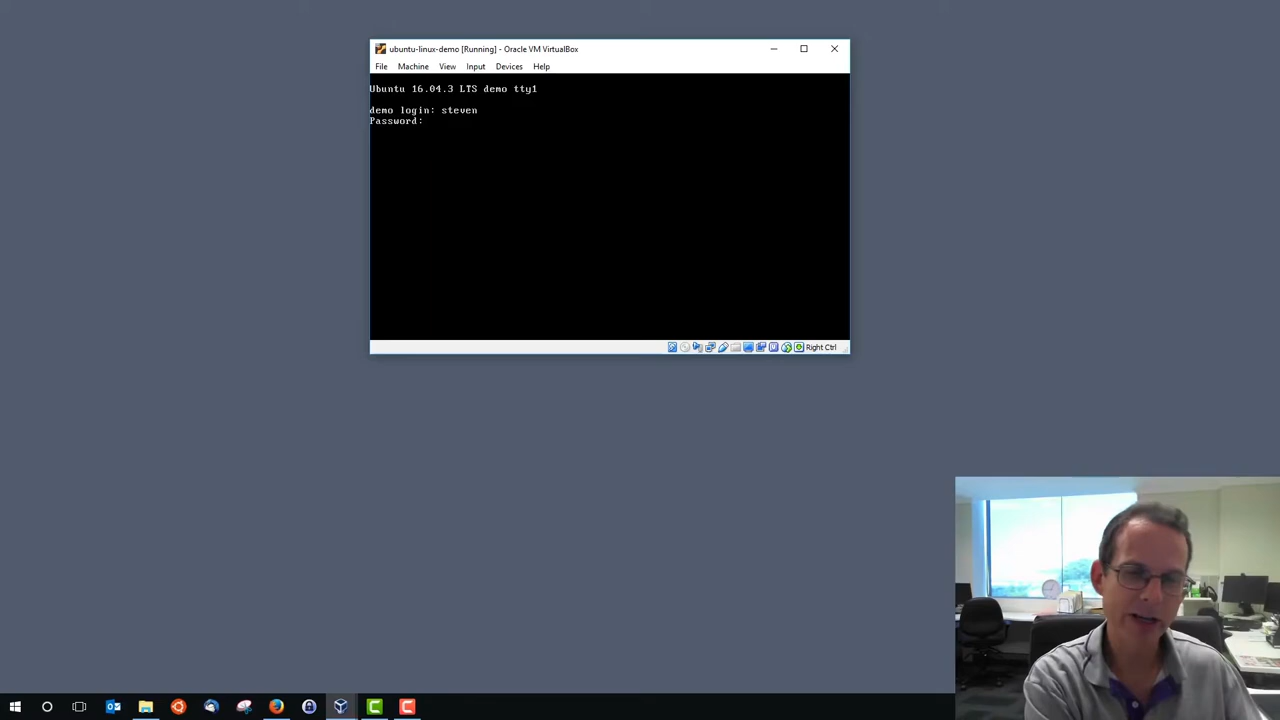 ubuntu-linux-demo [Running] - Oracle VM VirtualBox
File Machine View Input Devices Help
Ubuntu 16.04.3 LTS demo tty1
demo login: steven
Password:
Right Ctrl